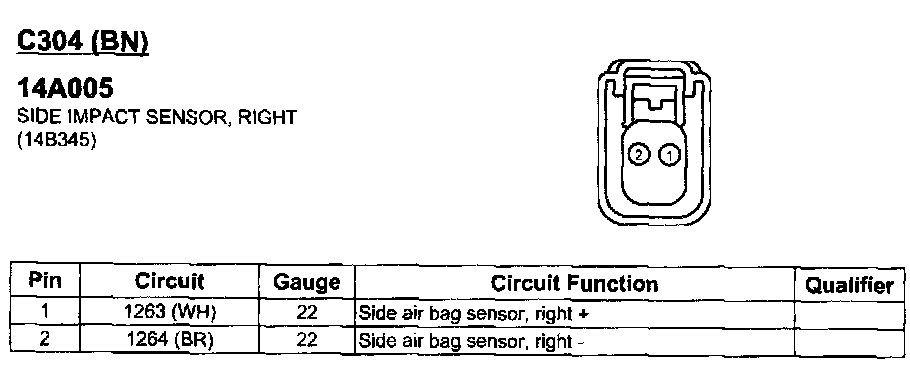 C304 (BN)
14A005
SIDE IMPACT SENSOR, RIGHT
(14B345)
2 1
Pin Circuit Gauge Circuit Function Qualifier
1 1263 (WH) 22 Side air bag sensor, right +
2 1264 (BR) 22 Side air bag sensor, right -